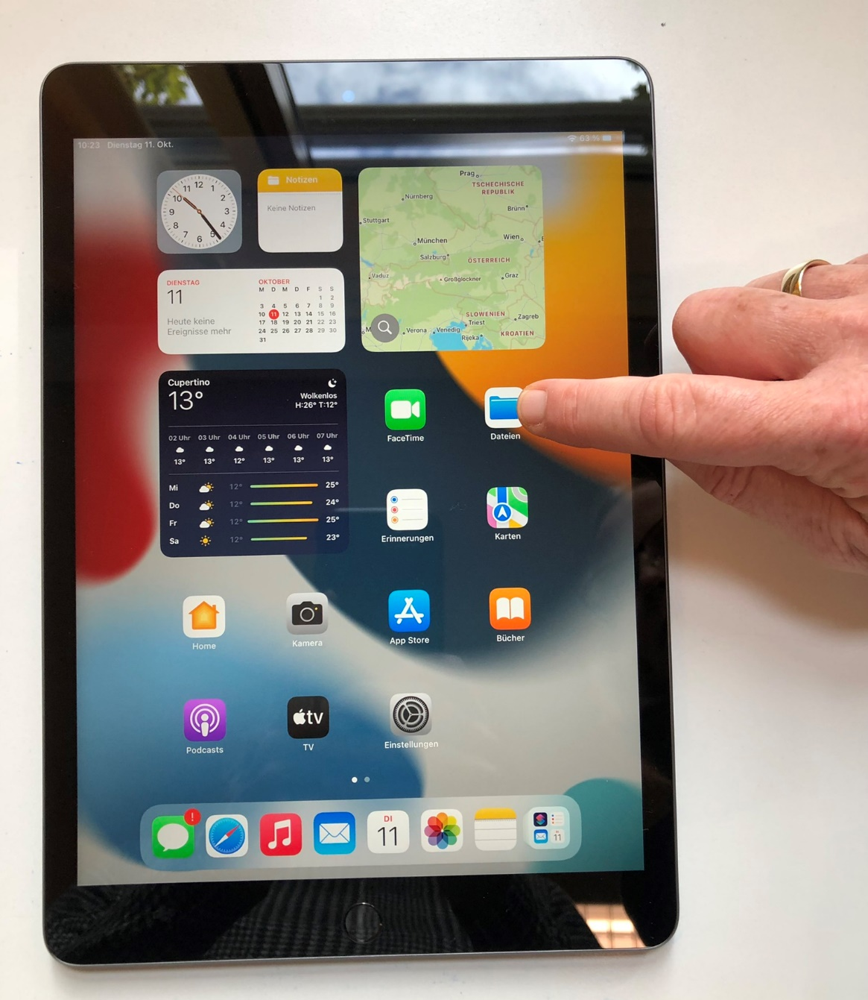 10:23 Dienstag 11. Okt.
63 %
12
11 1
10 2
9 3
8 4
7 5
6
Notizen
Keine Notizen
Prag
TSCHECHISCHE
REPUBLIK
Nürnberg
Brünn
Stuttgart
München
Wien
Salzburg
ÖSTERREICH
Vaduz
Großglockner
Graz
SLOWENIEN
Triest
Zagreb
M
Verona
Venedig
Rijeka
KROATIEN
DIENSTAG
11
Heute keine
Ereignisse mehr
OKTOBER
M D M D F S S
1 2
3 4 5 6 7 8 9
10 11 12 13 14 15 16
17 18 19 20 21 22 23
24 25 26 27 28 29 30
31
Cupertino
13°
Wolkenlos
H:26° T:12°
02 Uhr 03 Uhr 04 Uhr 05 Uhr 06 Uhr 07 Uhr
13° 13° 12° 13° 13° 13°
Mi 12° 25°
Do 12° 24°
Fr 12° 25°
Sa 12° 23°
FaceTime
Dateien
Erinnerungen
Karten
Home
Kamera
App Store
Bücher
Podcasts
tv
TV
Einstellungen
!
DI
11
11